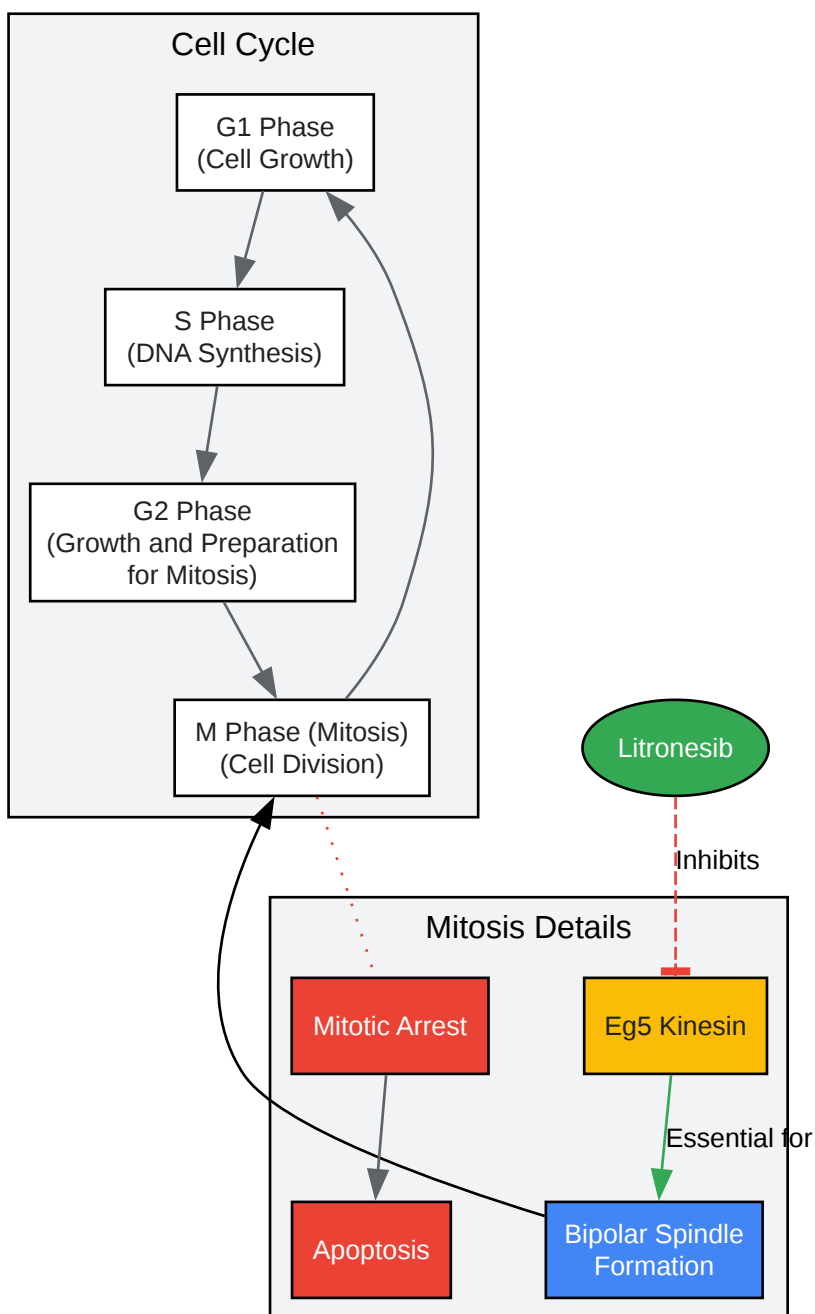 Cell Cycle
G1 Phase
(Cell Growth)
S Phase
(DNA Synthesis)
G2 Phase
(Growth and Preparation
for Mitosis)
M Phase (Mitosis)
(Cell Division)
Litronesib
Inhibits
Mitosis Details
Mitotic Arrest
Eg5 Kinesin
Essential for
Apoptosis
Bipolar Spindle
Formation